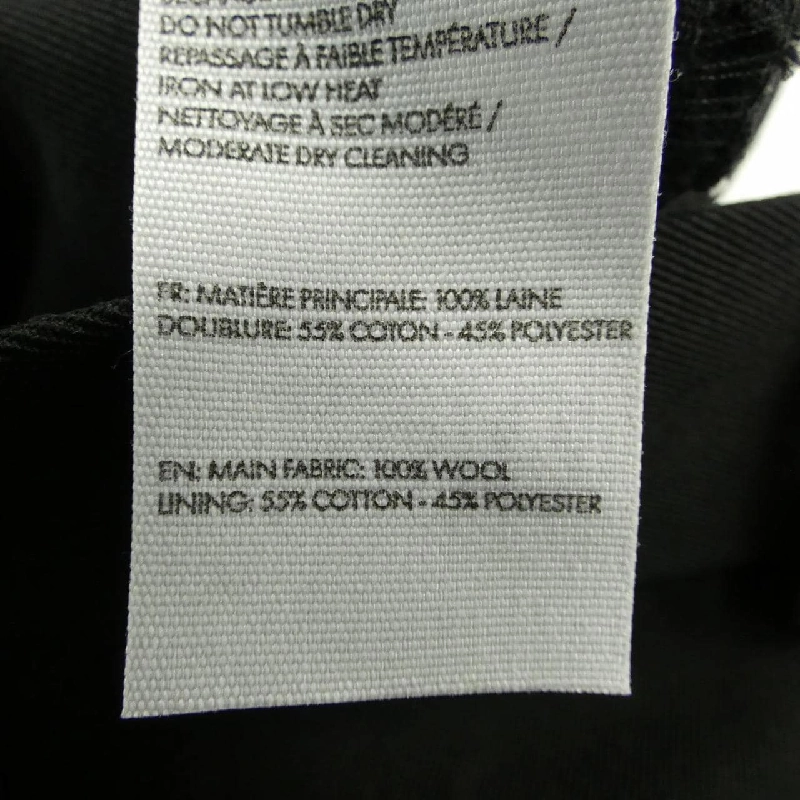 DO NOT TUMBLE DRY
REPASSAGE À FAIBLE TEMPÉRATURE /
IRON AT LOW HEAT
NETTOYAGE À SEC MODÉRÉ /
MODERATE DRY CLEANING
FR: MATIÈRE PRINCIPALE: 100% LAINE
DOUBLURE: 55% COTON - 45% POLYESTER
EN: MAIN FABRIC: 100% WOOL
LINING: 55% COTTON - 45% POLYESTER